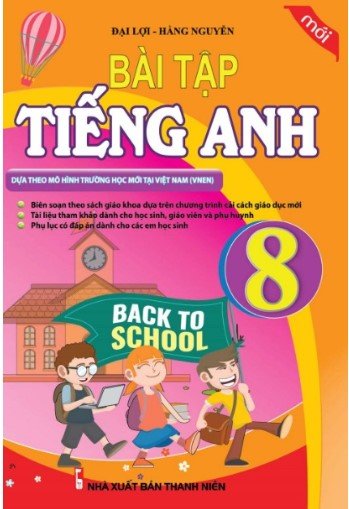 ĐẠI LỢI - HẰNG NGUYỄN
mới
BÀI TẬP
TIẾNG ANH
DỰA THEO MÔ HÌNH TRƯỜNG HỌC MỚI TẠI VIỆT NAM (VNEN)
Biên soạn theo sách giáo khoa dựa trên chương trình cải cách giáo dục mới
Tài liệu tham khảo dành cho học sinh, giáo viên và phụ huynh
Phụ lục có đáp án dành cho các em học sinh
8
BACK TO
SCHOOL
NHÀ XUẤT BẢN THANH NIÊN